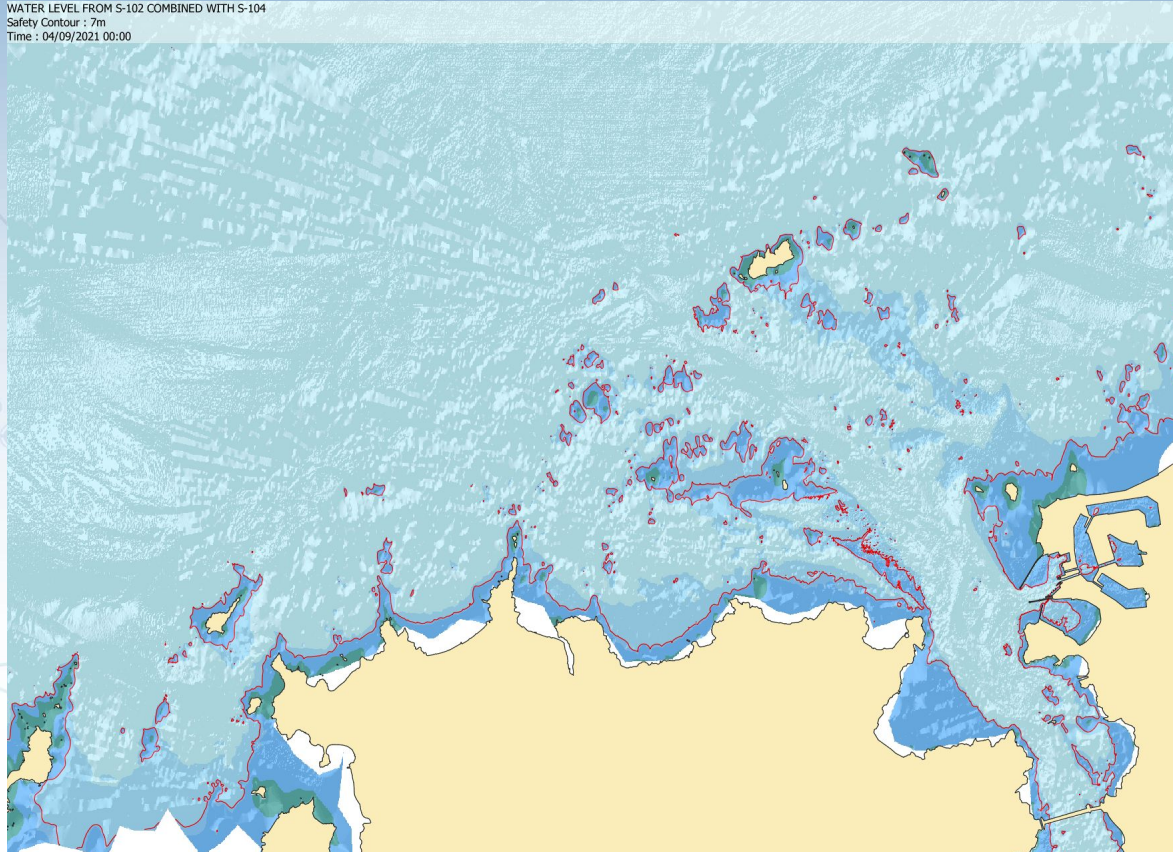 WATER LEVEL FROM S-102 COMBINED WITH S-104
Safety Contour : 7m
Time : 04/09/2021 00:00